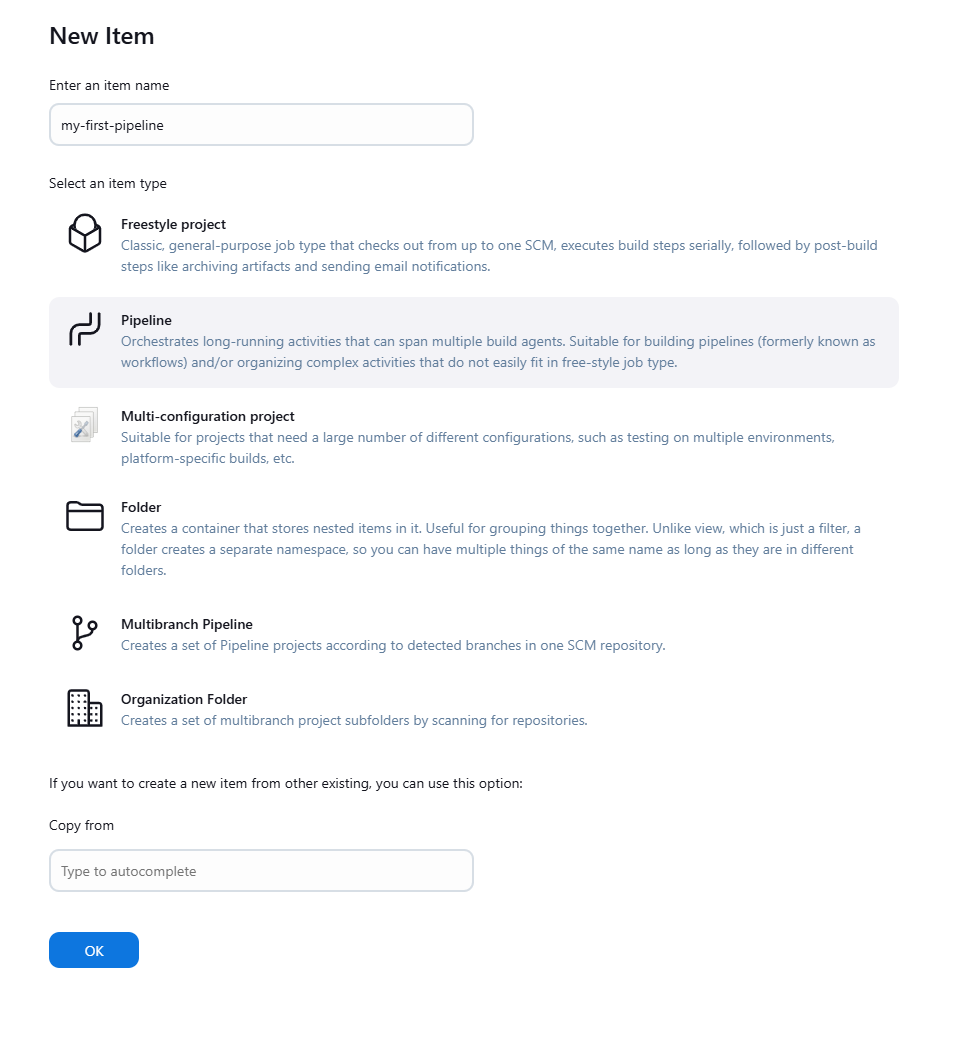 New Item
Enter an item name
my-first-pipeline
Select an item type
Freestyle project
Classic, general-purpose job type that checks out from up to one SCM, executes build steps serially, followed by post-build
steps like archiving artifacts and sending email notifications.
Pipeline
Orchestrates long-running activities that can span multiple build agents. Suitable for building pipelines (formerly known as
workflows) and/or organizing complex activities that do not easily fit in free-style job type.
Multi-configuration project
Suitable for projects that need a large number of different configurations, such as testing on multiple environments,
platform-specific builds, etc.
Folder
Creates a container that stores nested items in it. Useful for grouping things together. Unlike view, which is just a filter, a
folder creates a separate namespace, so you can have multiple things of the same name as long as they are in different
folders.
Multibranch Pipeline
Creates a set of Pipeline projects according to detected branches in one SCM repository.
Organization Folder
Creates a set of multibranch project subfolders by scanning for repositories.
If you want to create a new item from other existing, you can use this option:
Copy from
Type to autocomplete
OK